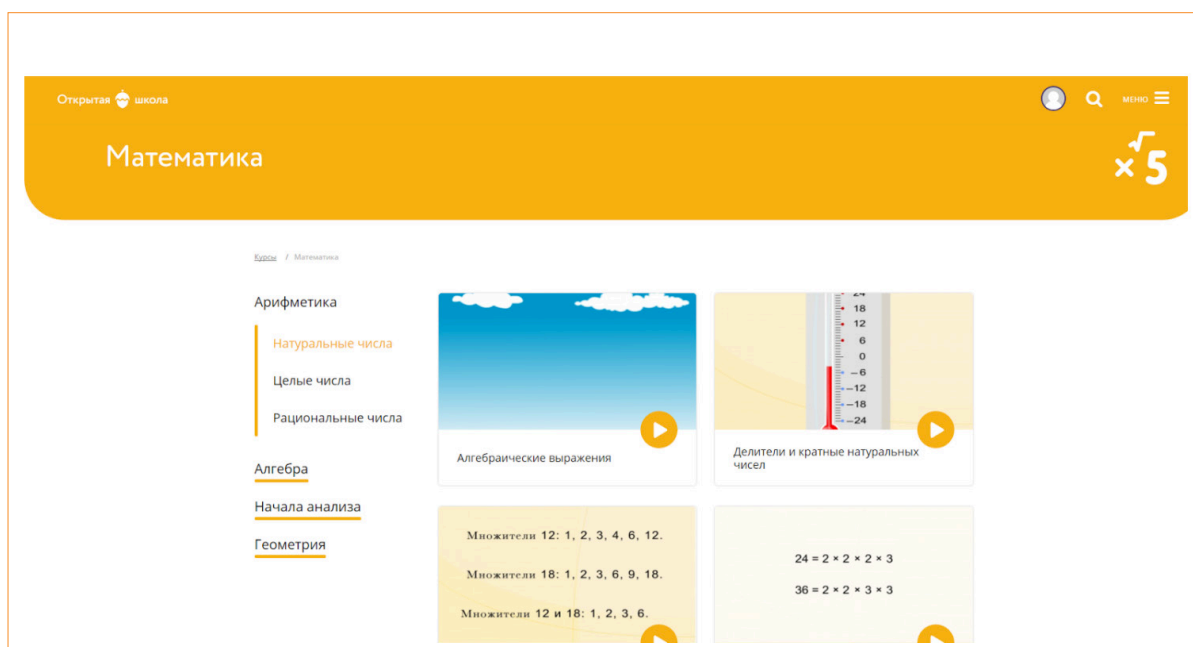 Открытая школа
МЕНЮ
Математика
√
× 5
Курсы / Математика
Арифметика
Натуральные числа
Целые числа
Рациональные числа
Алгебра
Начала анализа
Геометрия
Алгебраические выражения
24
18
12
6
0
–6
–12
–18
–24
Делители и кратные натуральных
чисел
Множители 12: 1, 2, 3, 4, 6, 12.
Множители 18: 1, 2, 3, 6, 9, 18.
Множители 12 и 18: 1, 2, 3, 6.
24 = 2 × 2 × 2 × 3
36 = 2 × 2 × 3 × 3